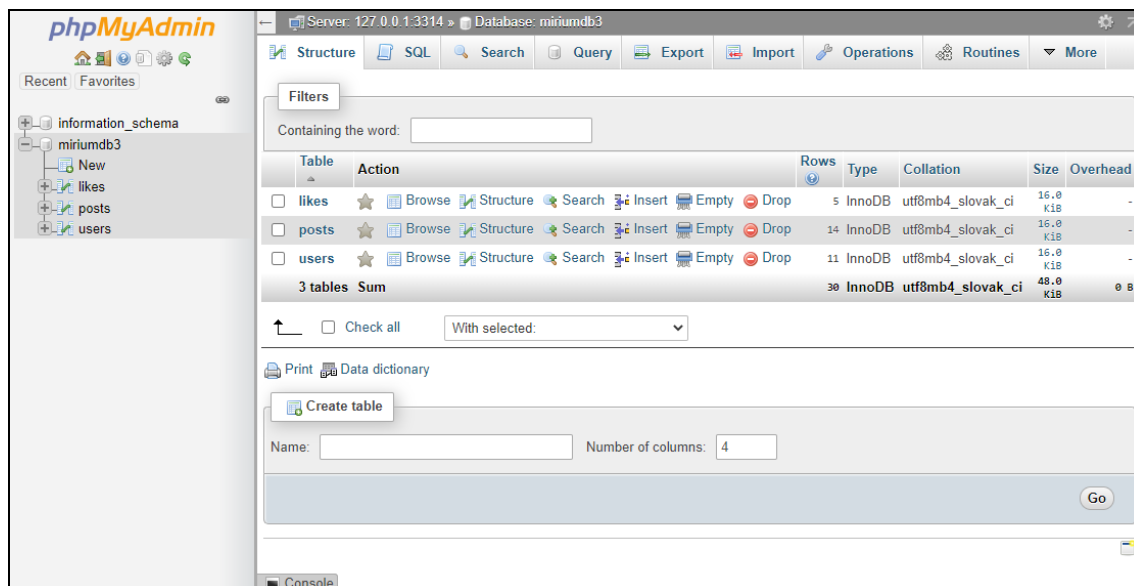 phpMyAdmin
Recent Favorites
information_schema
miriumdb3
New
likes
posts
users
Server: 127.0.0.1:3314 » Database: miriumdb3
Structure SQL Search Query Export Import Operations Routines More
Filters
Containing the word:
Table Action Rows Type Collation Size Overhead
likes Browse Structure Search Insert Empty Drop 5 InnoDB utf8mb4_slovak_ci 16.0 KiB -
posts Browse Structure Search Insert Empty Drop 14 InnoDB utf8mb4_slovak_ci 16.0 KiB -
users Browse Structure Search Insert Empty Drop 11 InnoDB utf8mb4_slovak_ci 16.0 KiB -
3 tables Sum 30 InnoDB utf8mb4_slovak_ci 48.0 KiB 0 B
Check all With selected:
Print Data dictionary
Create table
Name: Number of columns: 4
Go
Console